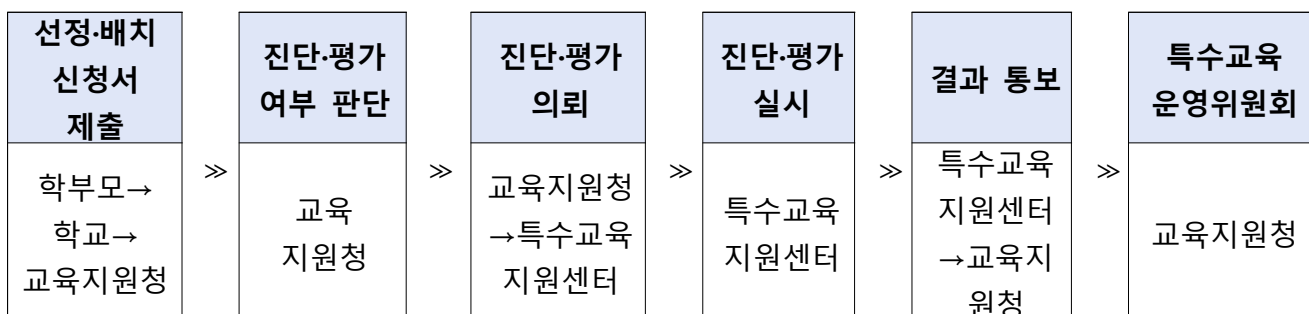 선정·배치
신청서
제출
학부모→
학교→
교육지원청
≫
진단·평가
여부 판단
교육
지원청
≫
진단·평가
의뢰
교육지원청
→특수교육
지원센터
≫
진단·평가
실시
특수교육
지원센터
≫
결과 통보
특수교육
지원센터
→교육지
원청
≫
특수교육
운영위원회
교육지원청